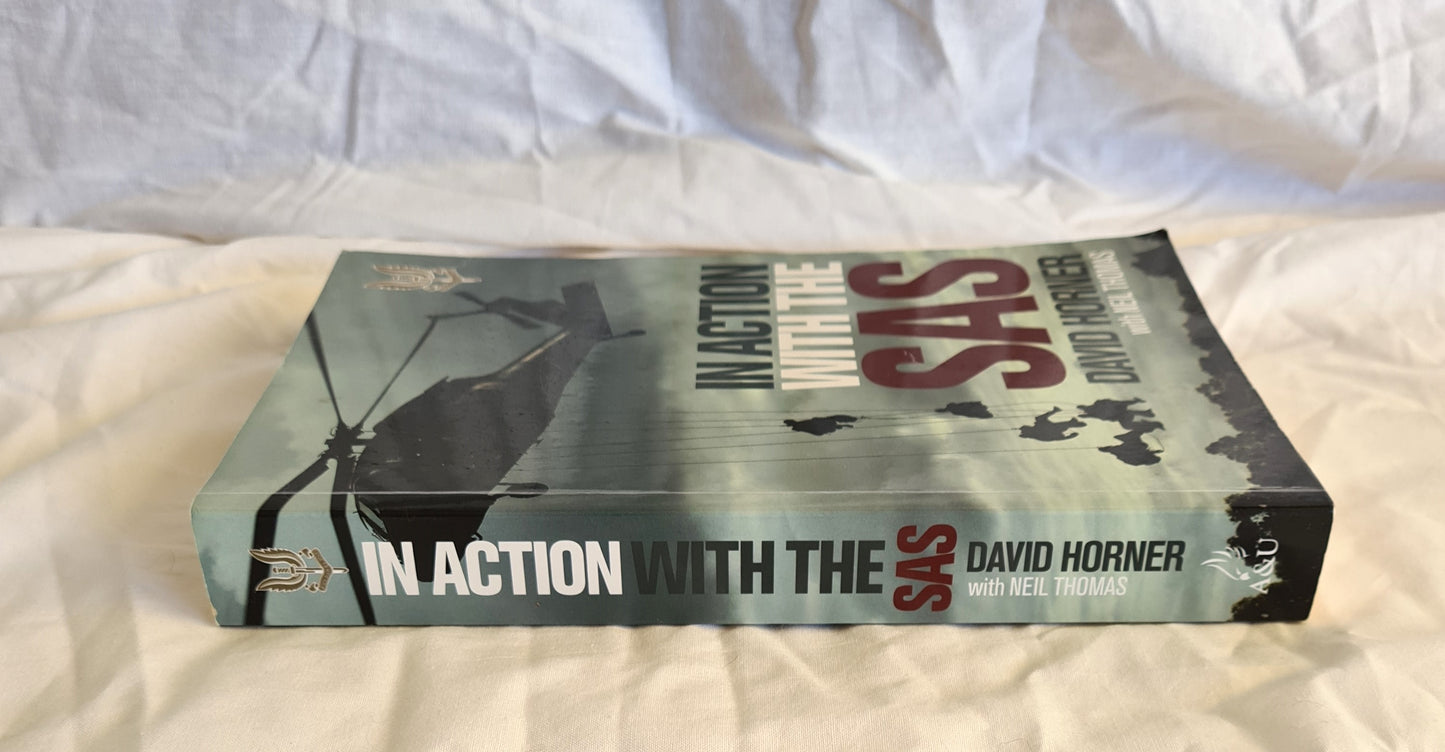 IN ACTION
WITH THE
SAS
DAVID HORNER
with NEIL THOMAS
IN ACTION WITH THE SAS DAVID HORNER
with NEIL THOMAS
A&U